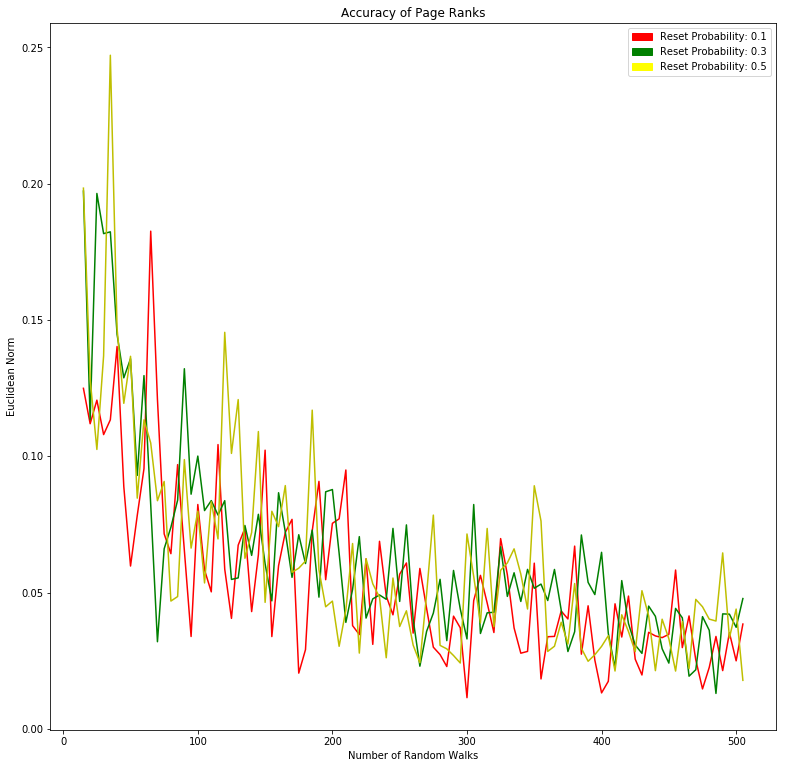 Accuracy of Page Ranks
Reset Probability: 0.1
Reset Probability: 0.3
Reset Probability: 0.5
0.25
0.20
0.15
0.10
0.05
0.00
Euclidean Norm
0 100 200 300 400 500
Number of Random Walks